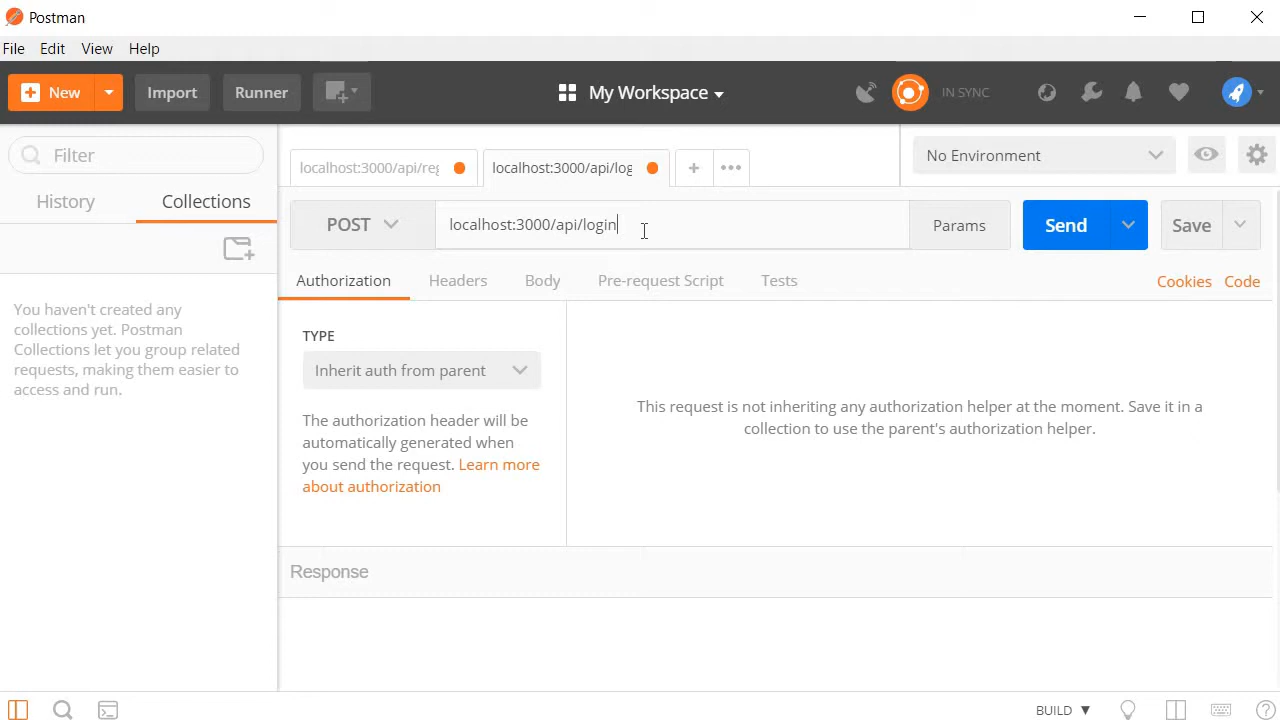 Postman
File Edit View Help
New Import Runner My Workspace IN SYNC
Filter
localhost:3000/api/reg localhost:3000/api/log + ••• No Environment
History Collections
POST localhost:3000/api/login Params Send Save
Authorization Headers Body Pre-request Script Tests Cookies Code
You haven't created any
collections yet. Postman
Collections let you group related
requests, making them easier to
access and run.
TYPE
Inherit auth from parent
The authorization header will be
automatically generated when
you send the request. Learn more
about authorization
This request is not inheriting any authorization helper at the moment. Save it in a
collection to use the parent's authorization helper.
Response
BUILD